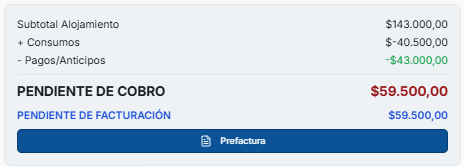 Subtotal Alojamiento $143.000,00
+ Consumos $-40.500,00
- Pagos/Anticipos -$43.000,00
PENDIENTE DE COBRO $59.500,00
PENDIENTE DE FACTURACIÓN $59.500,00
Prefactura